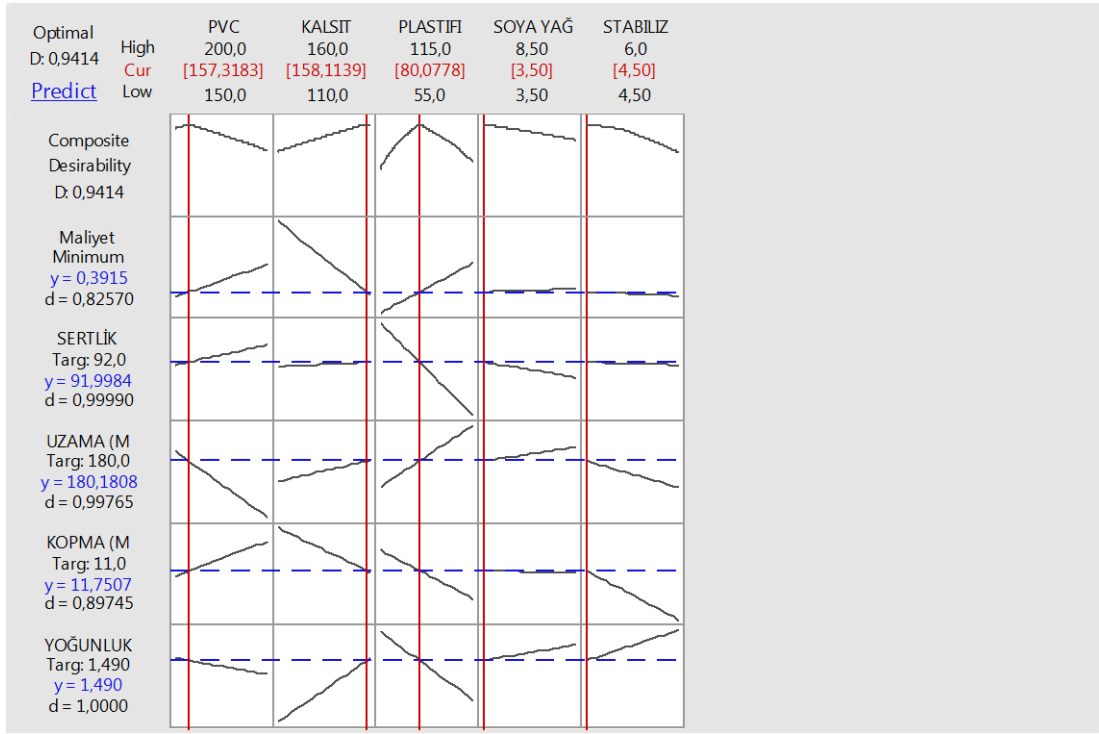 Optimal
D: 0,9414
Predict
High
Cur
Low
PVC
200,0
[157,3183]
150,0
KALSIT
160,0
[158,1139]
110,0
PLASTIFI
115,0
[80,0778]
55,0
SOYA YAĞ
8,50
[3,50]
3,50
STABILIZ
6,0
[4,50]
4,50
Composite
Desirability
D: 0,9414
Maliyet
Minimum
y = 0,3915
d = 0,82570
SERTLİK
Targ: 92,0
y = 91,9984
d = 0,99990
UZAMA (M
Targ: 180,0
y = 180,1808
d = 0,99765
KOPMA (M
Targ: 11,0
y = 11,7507
d = 0,89745
YOĞUNLUK
Targ: 1,490
y = 1,490
d = 1,0000